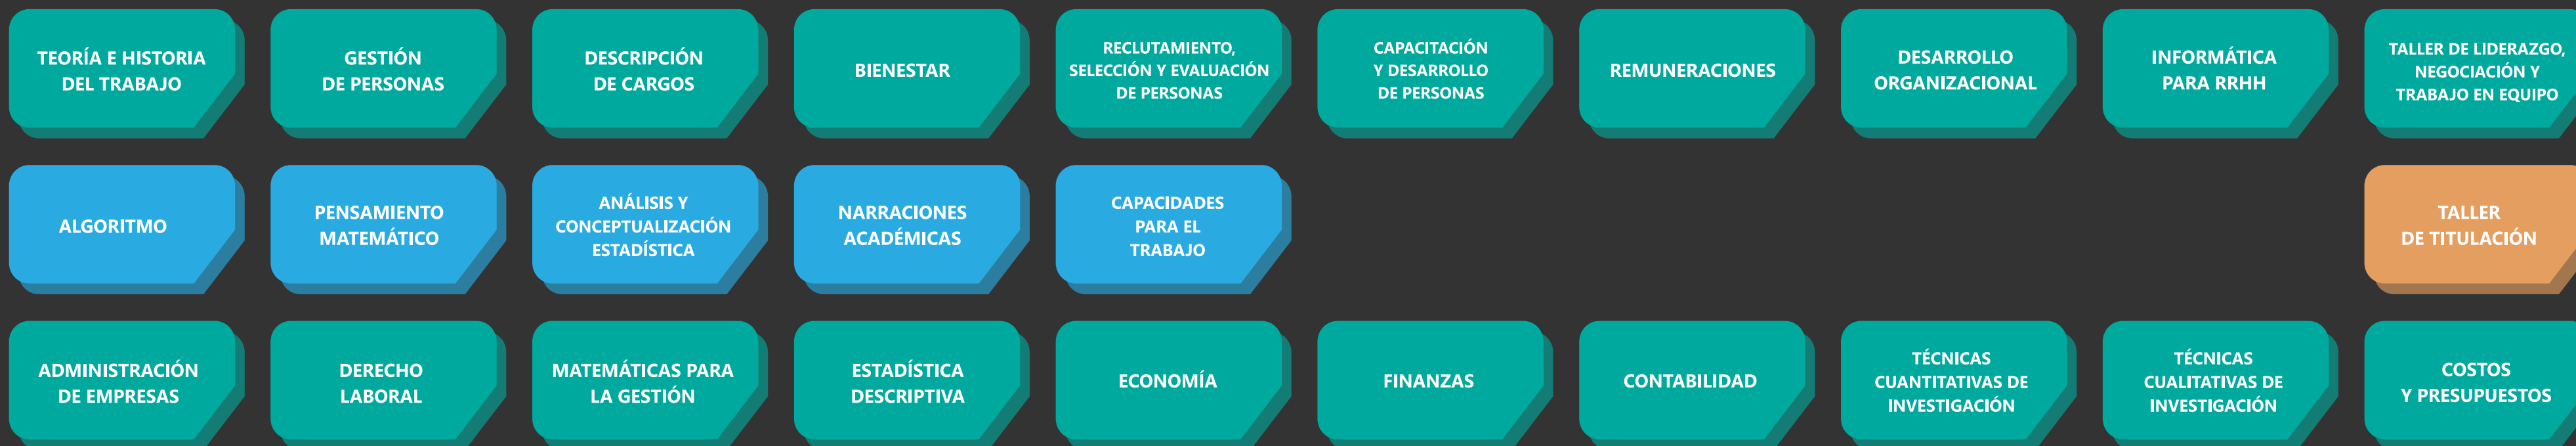 TEORÍA E HISTORIA
DEL TRABAJO
GESTIÓN
DE PERSONAS
DESCRIPCIÓN
DE CARGOS
BIENESTAR
RECLUTAMIENTO,
SELECCIÓN Y EVALUACIÓN
DE PERSONAS
CAPACITACIÓN
Y DESARROLLO
DE PERSONAS
REMUNERACIONES
DESARROLLO
ORGANIZACIONAL
INFORMÁTICA
PARA RRHH
TALLER DE LIDERAZGO,
NEGOCIACIÓN Y
TRABAJO EN EQUIPO
ALGORITMO
PENSAMIENTO
MATEMÁTICO
ANÁLISIS Y
CONCEPTUALIZACIÓN
ESTADÍSTICA
NARRACIONES
ACADÉMICAS
CAPACIDADES
PARA EL
TRABAJO
TALLER
DE TITULACIÓN
ADMINISTRACIÓN
DE EMPRESAS
DERECHO
LABORAL
MATEMÁTICAS PARA
LA GESTIÓN
ESTADÍSTICA
DESCRIPTIVA
ECONOMÍA
FINANZAS
CONTABILIDAD
TÉCNICAS
CUANTITATIVAS DE
INVESTIGACIÓN
TÉCNICAS
CUALITATIVAS DE
INVESTIGACIÓN
COSTOS
Y PRESUPUESTOS